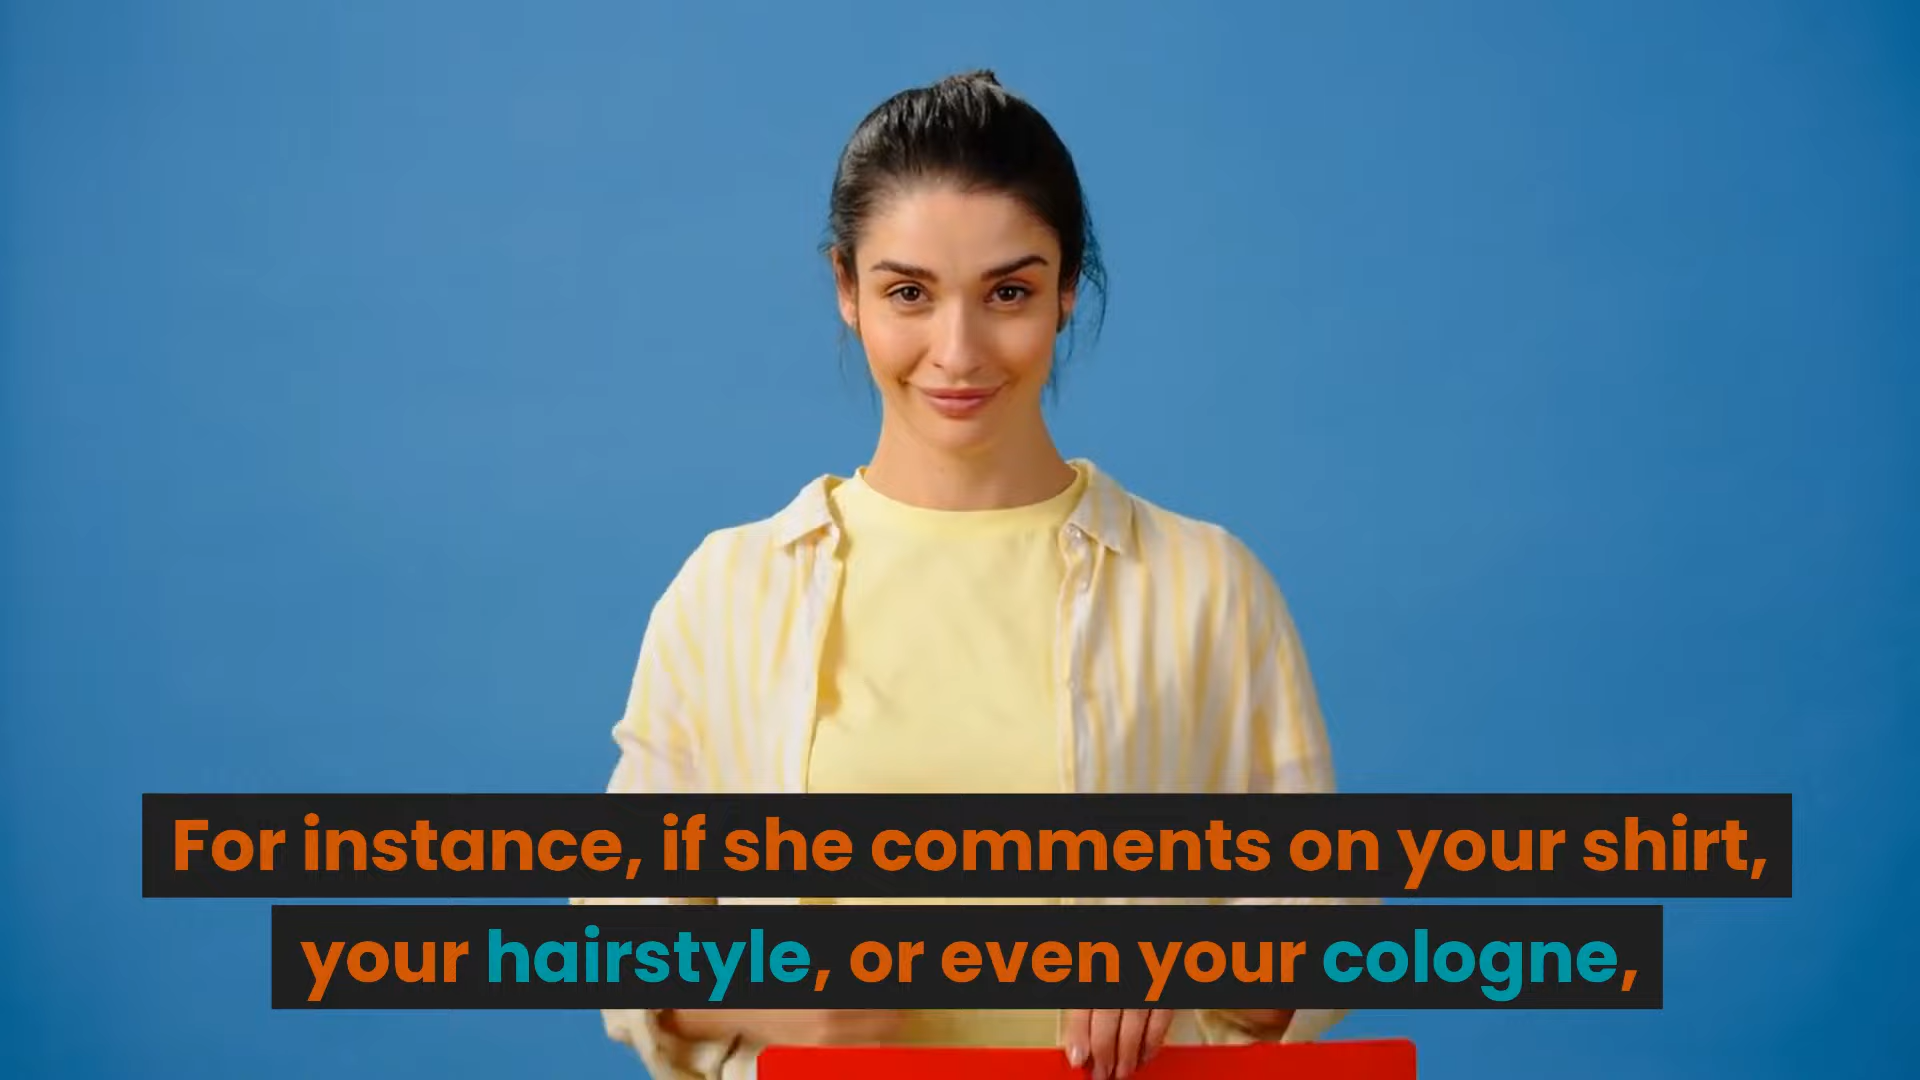 For instance, if she comments on your shirt,
your hairstyle, or even your cologne,